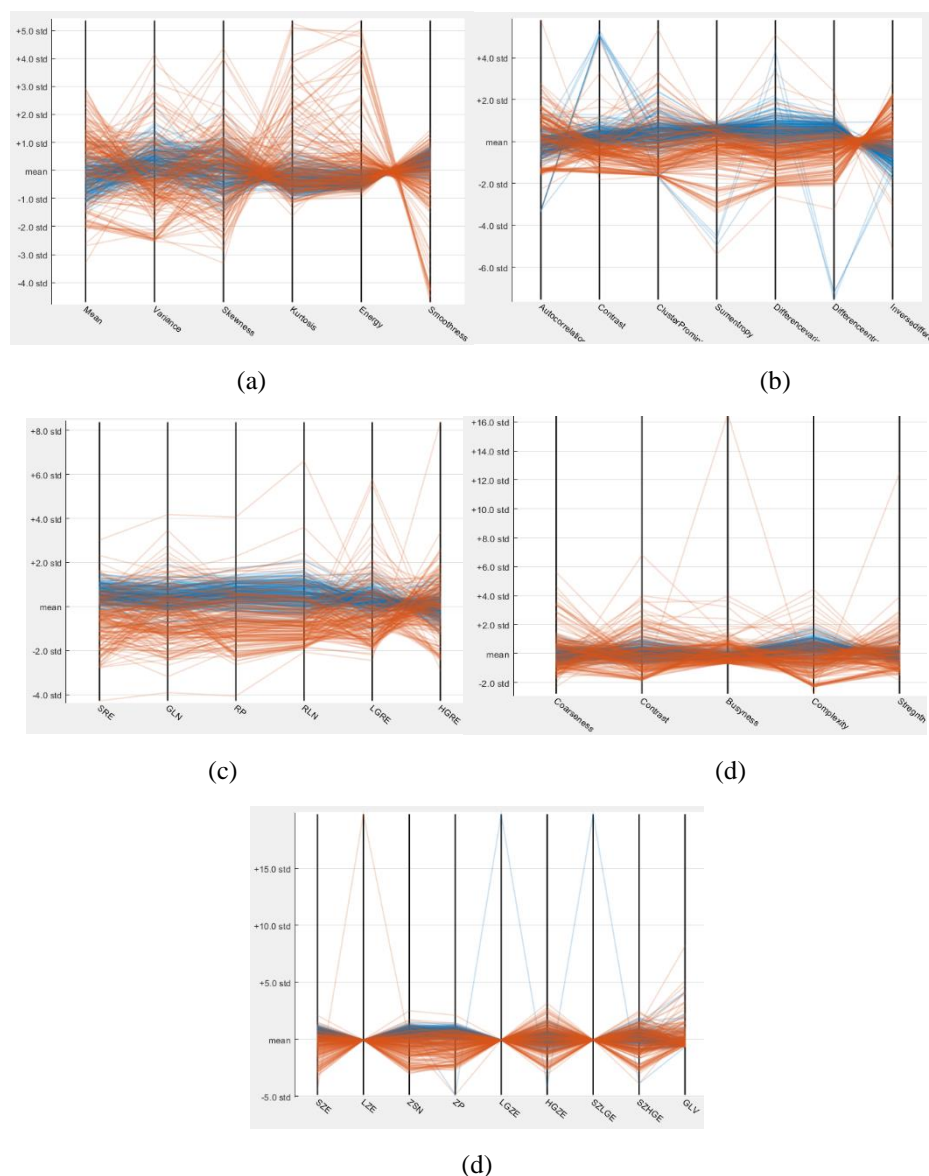 +5.0 std
+4.0 std
+3.0 std
+2.0 std
+1.0 std
mean
-1.0 std
-2.0 std
-3.0 std
-4.0 std
Mean
Variance
Skewness
Kurtosis
Energy
Smoothness
(a)
+4.0 std
+2.0 std
mean
-2.0 std
-4.0 std
-6.0 std
Autocorrelation
Contrast
ClusterPromin
Sumentropy
Differencevari
Differenceentr
Inversediffere
(b)
+8.0 std
+6.0 std
+4.0 std
+2.0 std
mean
-2.0 std
-4.0 std
SRE
GLN
RP
RLN
LGRE
HGRE
(c)
+16.0 std
+14.0 std
+12.0 std
+10.0 std
+8.0 std
+6.0 std
+4.0 std
+2.0 std
mean
-2.0 std
Coarseness
Contrast
Busyness
Complexity
Stregnth
(d)
+15.0 std
+10.0 std
+5.0 std
mean
-5.0 std
SZE
LZE
ZSN
ZP
LGZE
HGZE
SZLGE
SZHGE
GLV
(d)